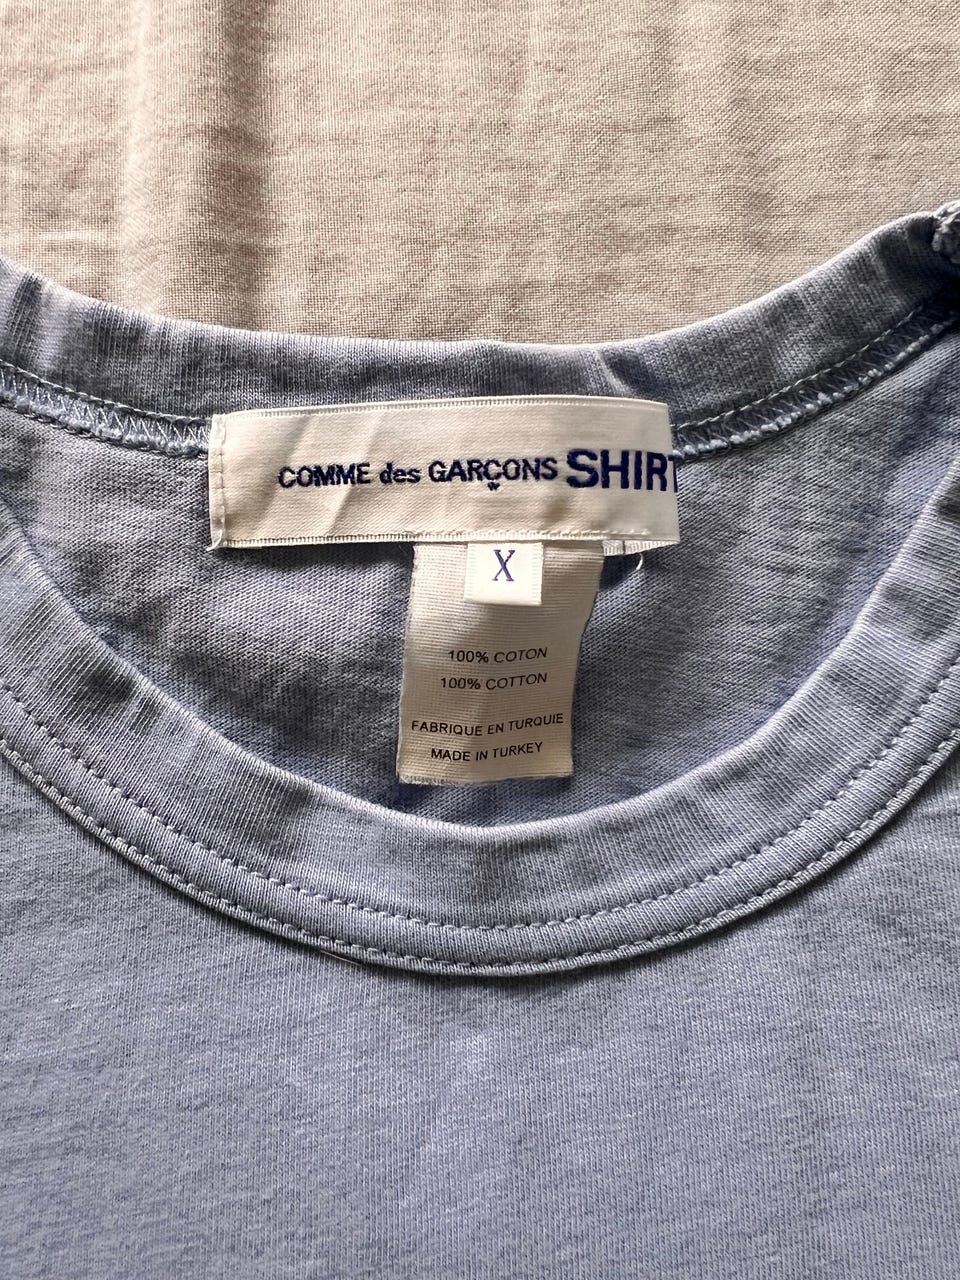 COMME des GARÇONS SHIRT
X
100% COTON
100% COTTON
FABRIQUE EN TURQUIE
MADE IN TURKEY